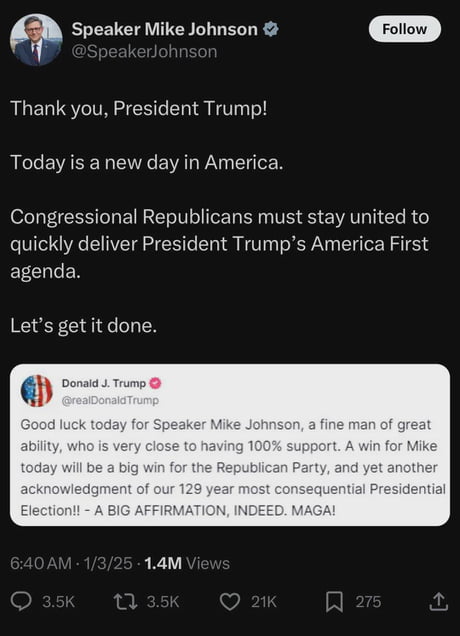 Speaker Mike Johnson
Follow
@SpeakerJohnson
Thank you, President Trump!
Today is a new day in America.
Congressional Republicans must stay united to
quickly deliver President Trump’s America First
agenda.
Let’s get it done.
Donald J. Trump
@realDonaldTrump
Good luck today for Speaker Mike Johnson, a fine man of great
ability, who is very close to having 100% support. A win for Mike
today will be a big win for the Republican Party, and yet another
acknowledgment of our 129 year most consequential Presidential
Election!! - A BIG AFFIRMATION, INDEED. MAGA!
6:40 AM · 1/3/25 · 1.4M Views
3.5K 3.5K 21K 275